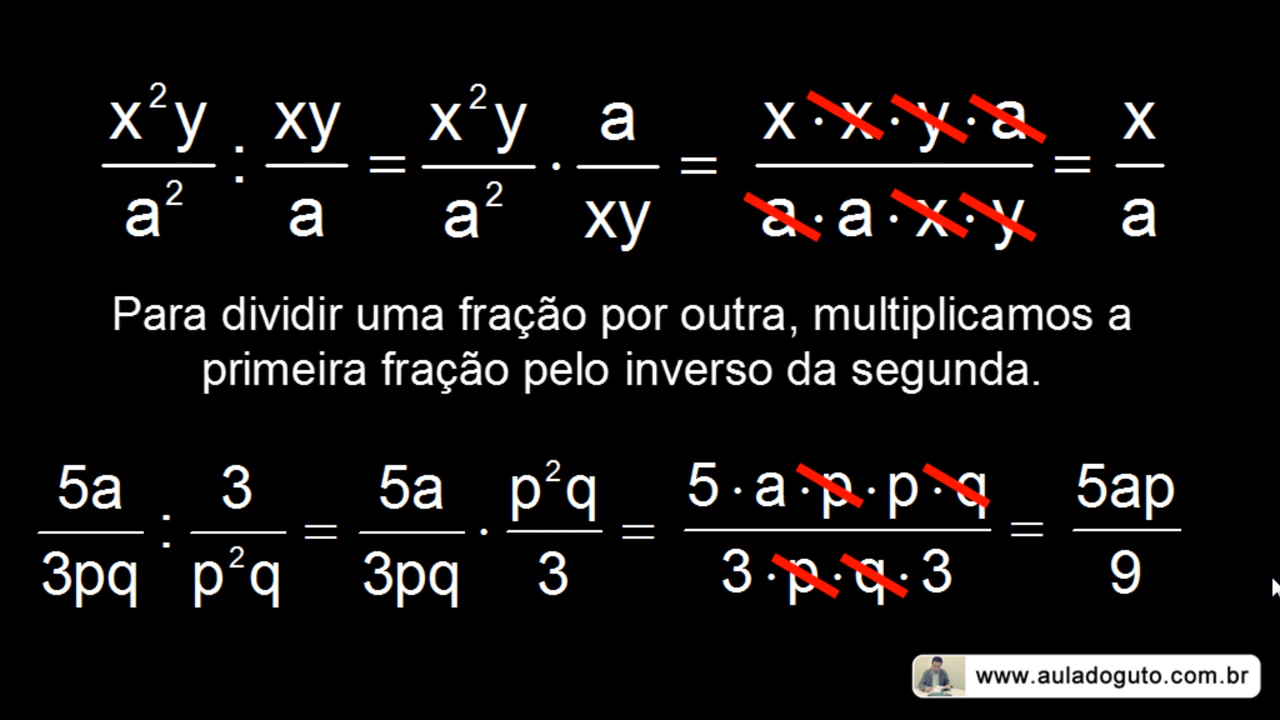 x²y/a² : xy/a = x²y/a² · a/xy = x · x · y · a / a · a · x · y = x/a
Para dividir uma fração por outra, multiplicamos a
primeira fração pelo inverso da segunda.
5a/3pq : 3/p²q = 5a/3pq · p²q/3 = 5 · a · p · p · q / 3 · p · q · 3 = 5ap/9
www.auladoguto.com.br